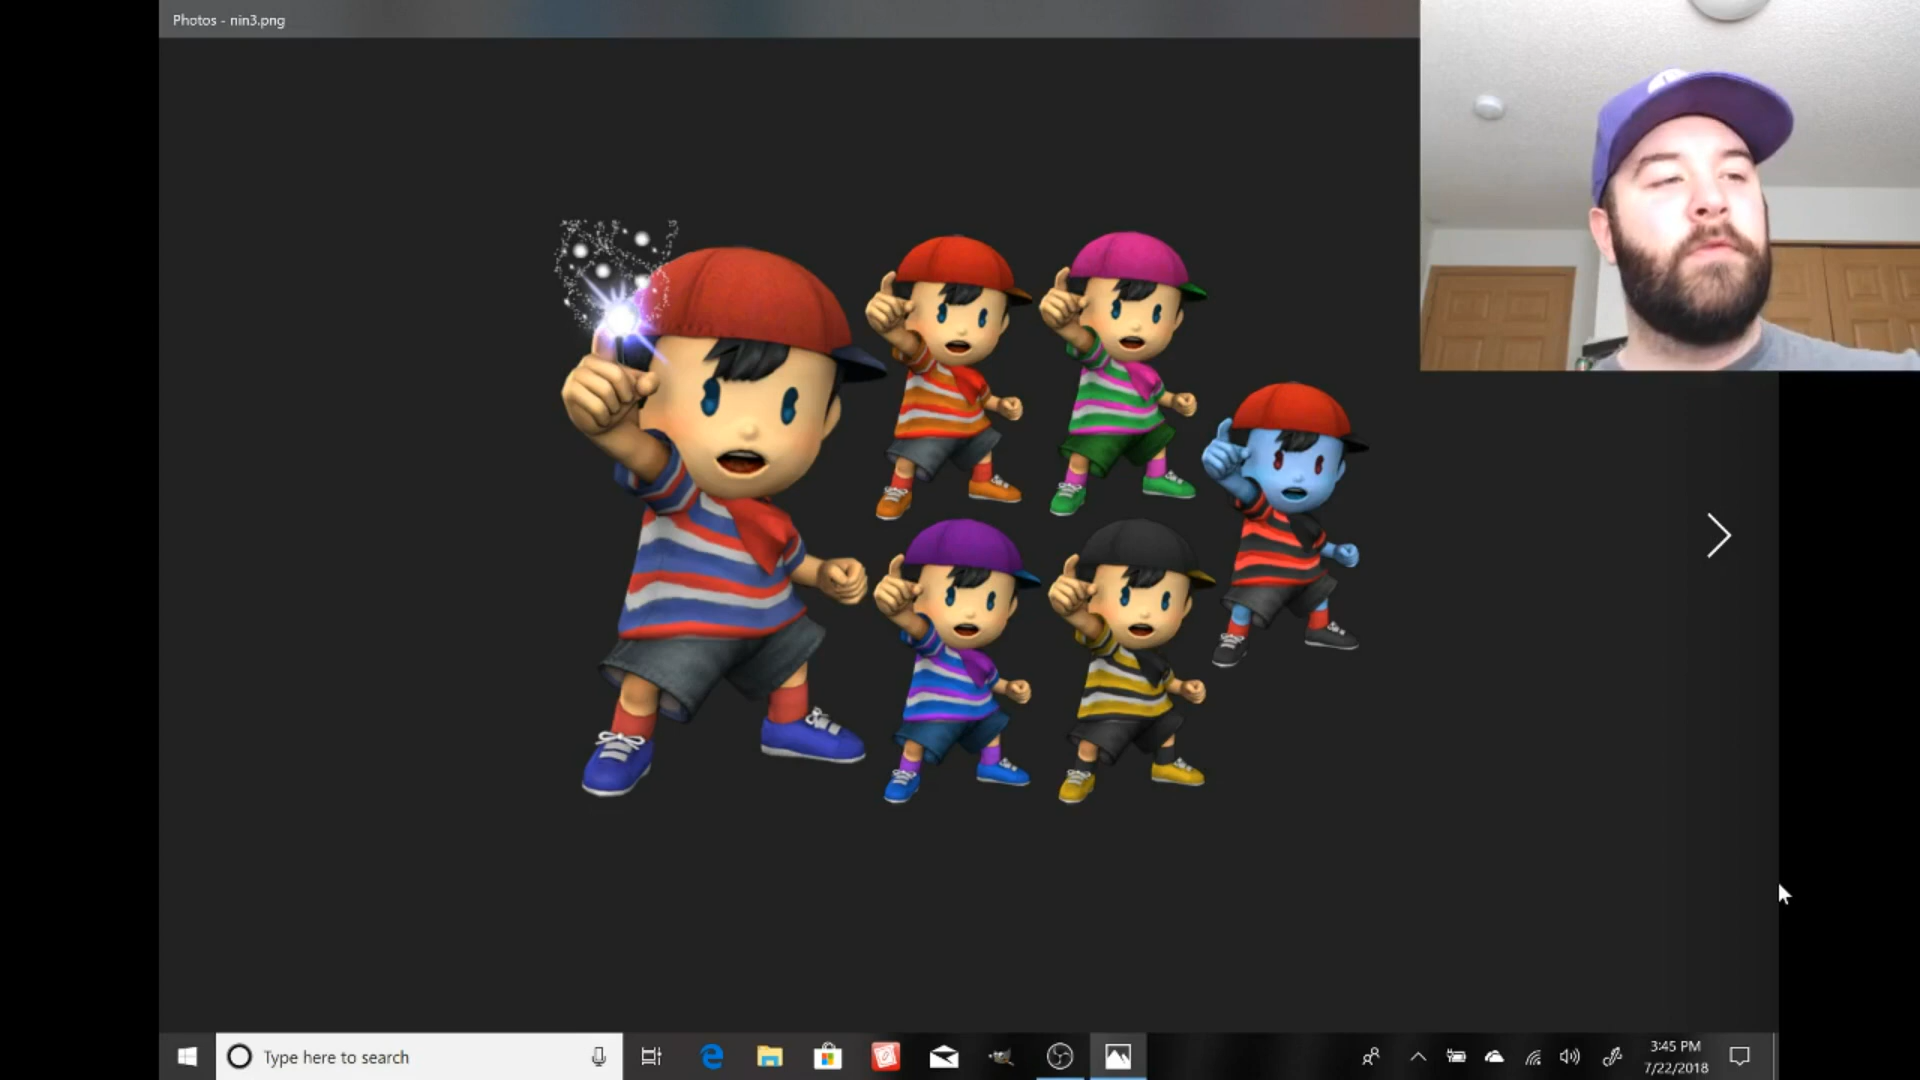 Photos - nin3.png
Type here to search
3:45 PM
7/22/2018